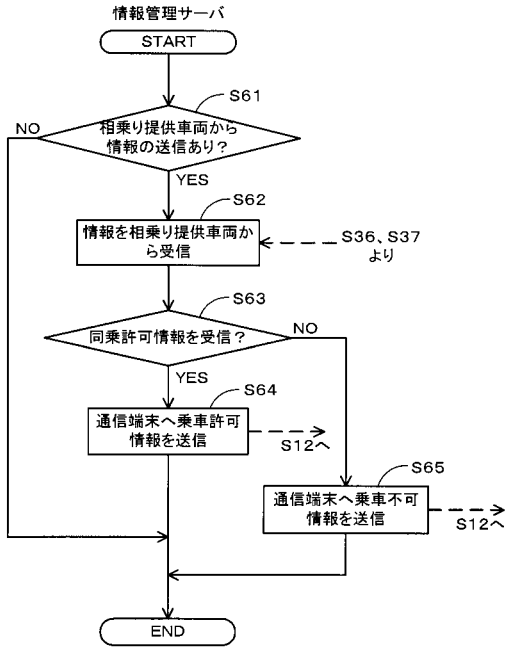 情報管理サーバ
START
S61
相乗り提供車両から
情報の送信あり?
NO
YES
S62
情報を相乗り提供車両か
ら受信
S36、S37
より
S63
同乗許可情報を受信?
NO
YES
S64
通信端末へ乗車許可
情報を送信
S12へ
S65
通信端末へ乗車不可
情報を送信
S12へ
END